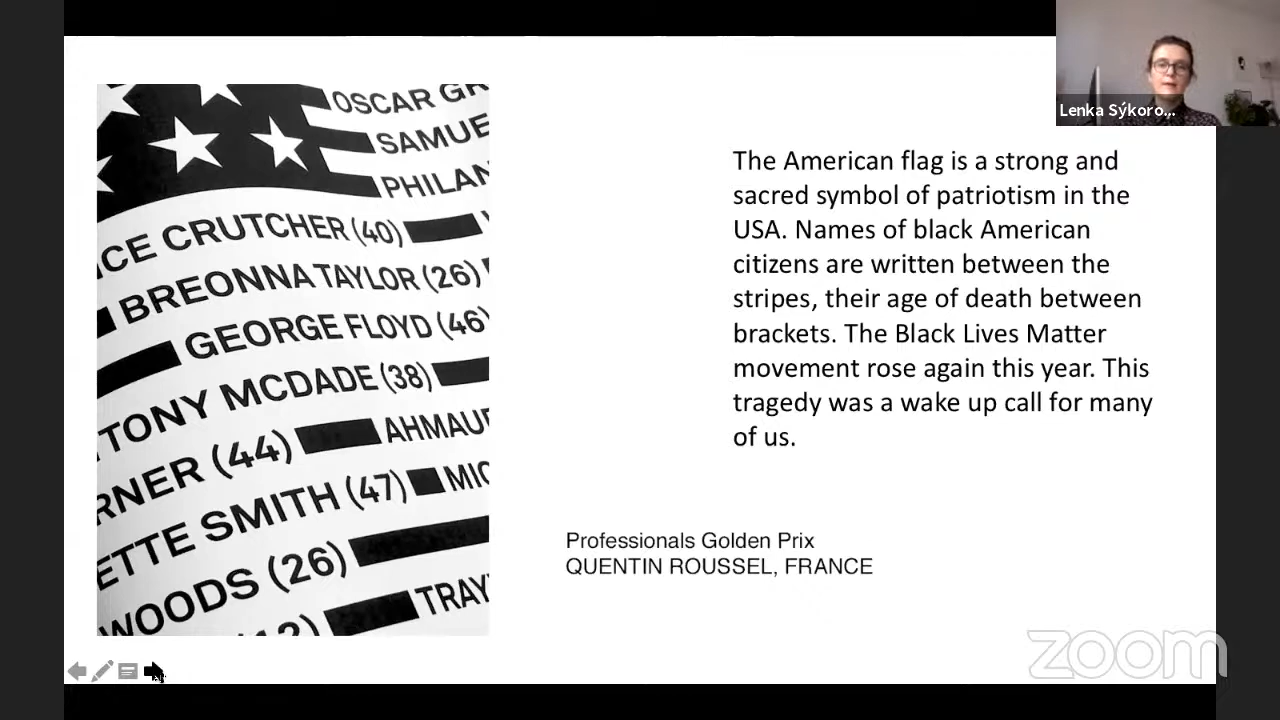 OSCAR GR
SAMUE
PHILAN
ICE CRUTCHER (40)
BREONNA TAYLOR (26)
GEORGE FLOYD (46)
TONY MCDADE (38)
RNER (44) AHMAU
ETTE SMITH (47) MIC
WOODS (26)
(12) TRAY
Lenka Sýkoro...
The American flag is a strong and
sacred symbol of patriotism in the
USA. Names of black American
citizens are written between the
stripes, their age of death between
brackets. The Black Lives Matter
movement rose again this year. This
tragedy was a wake up call for many
of us.
Professionals Golden Prix
QUENTIN ROUSSEL, FRANCE
zoom